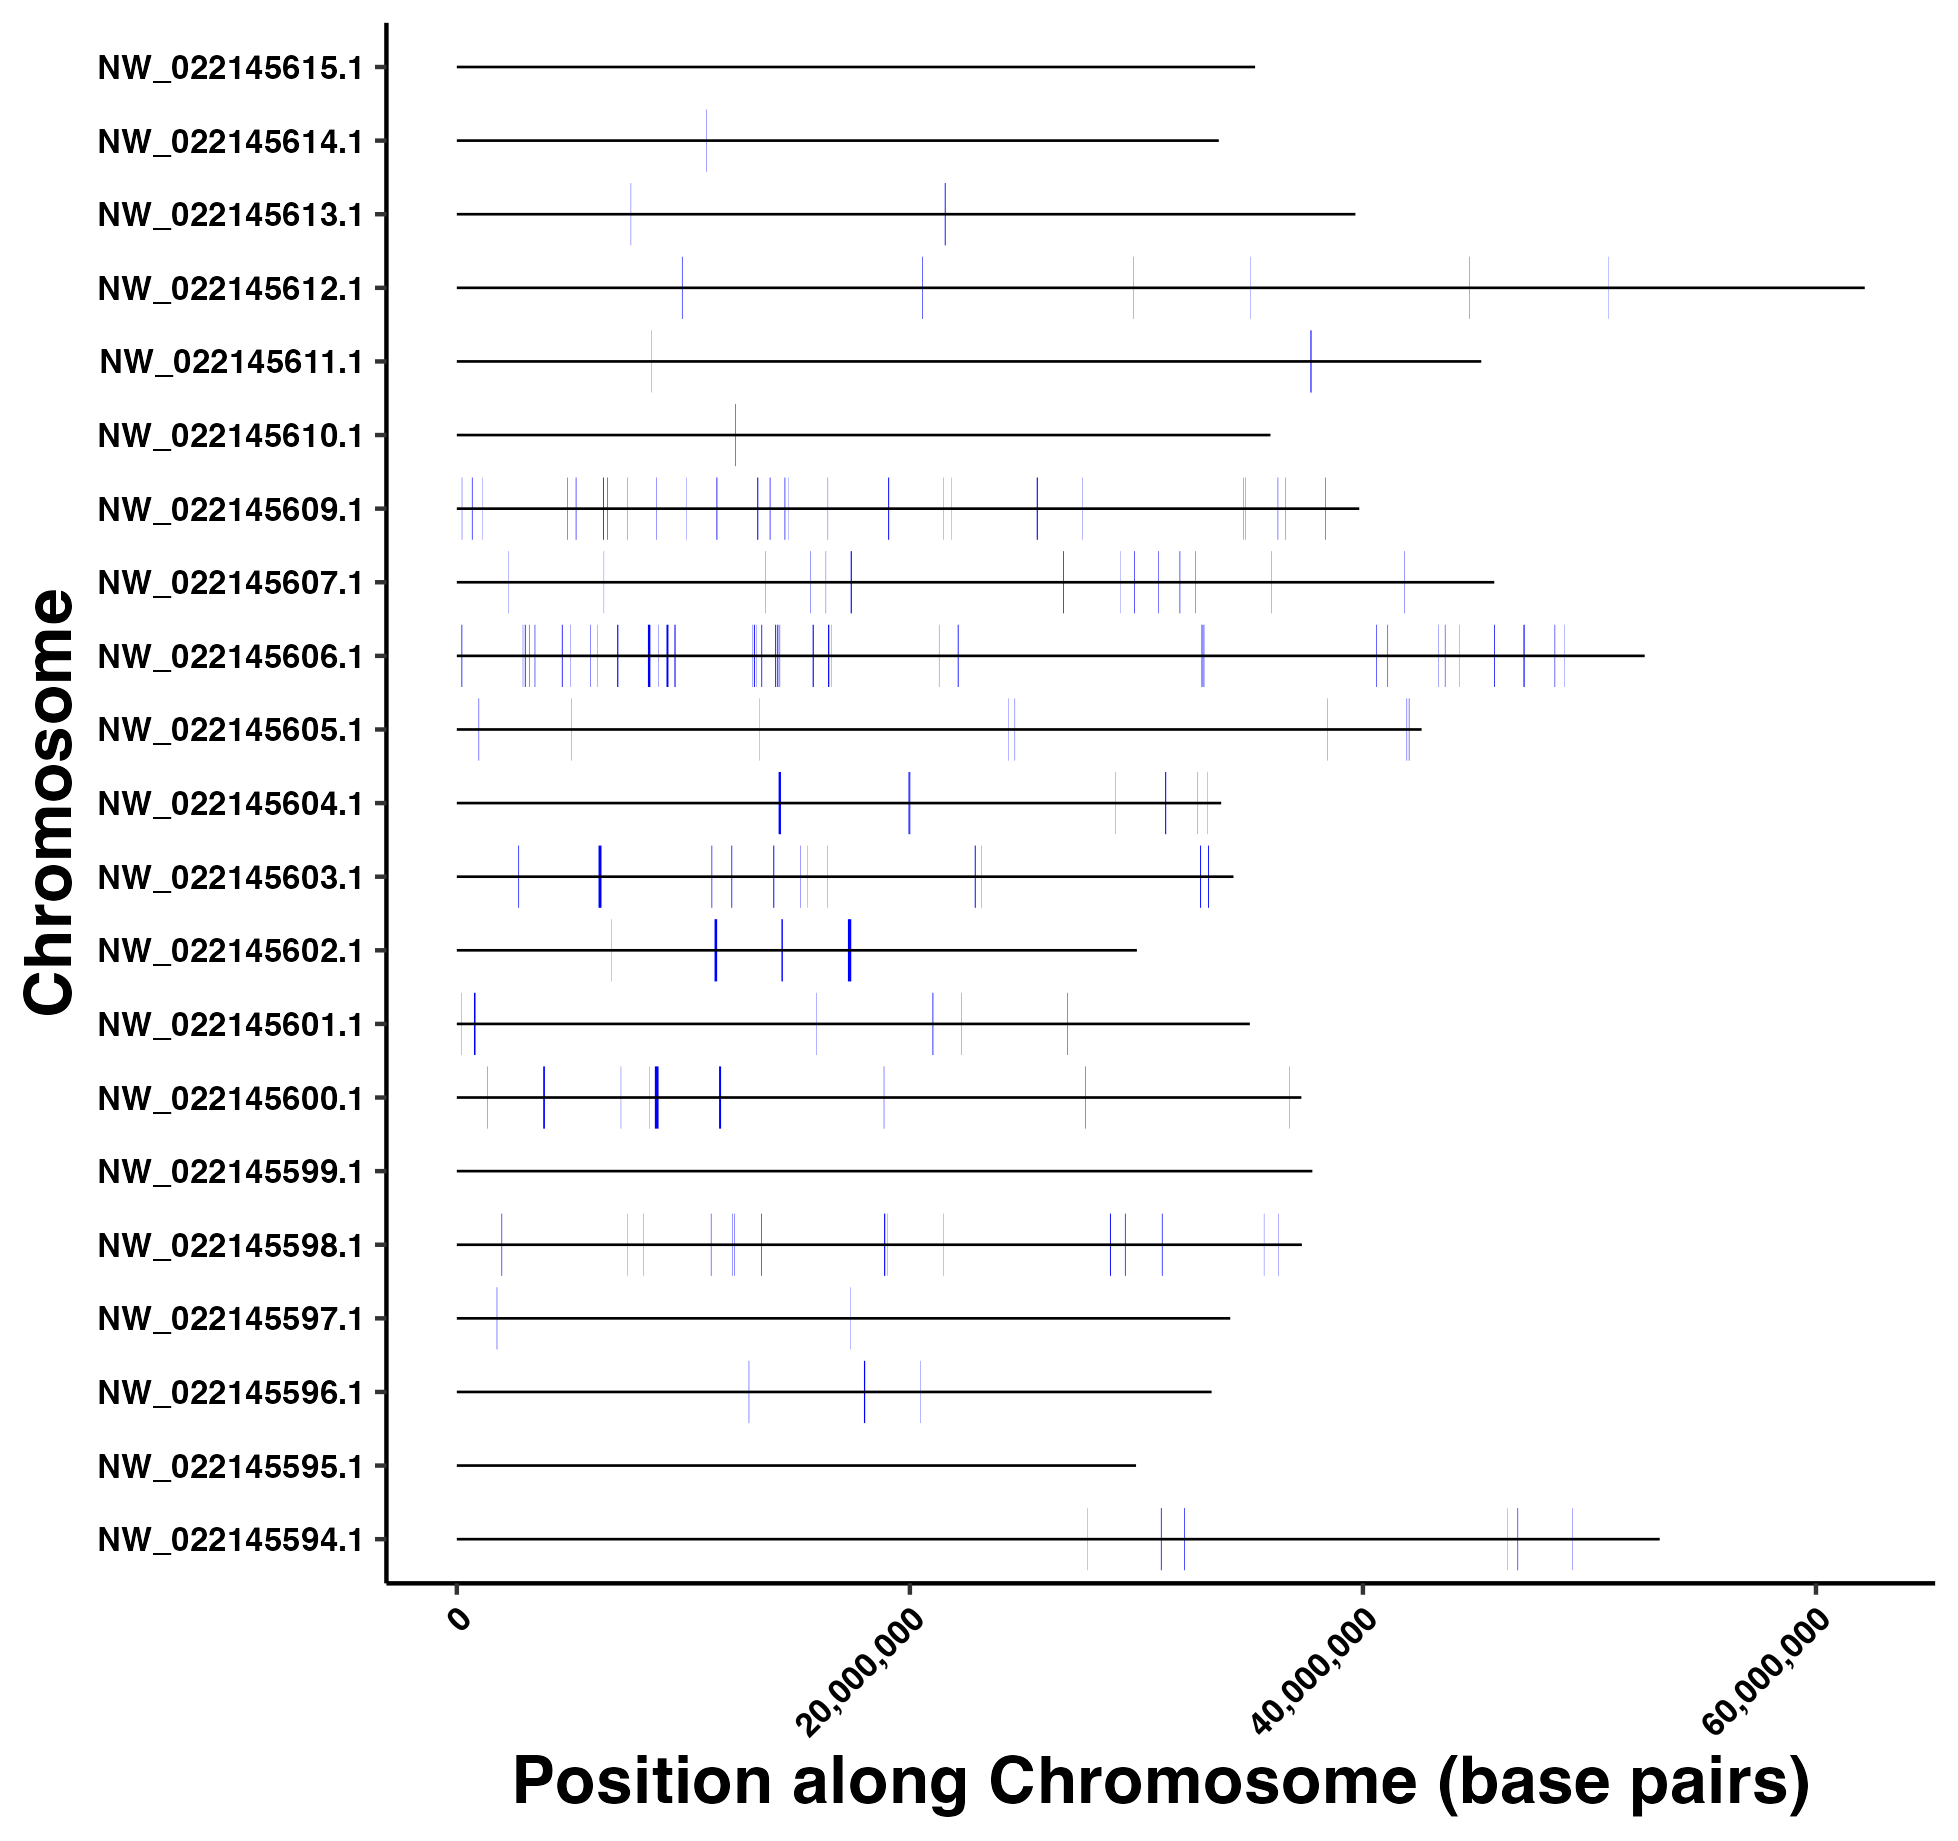 Chromosome
NW_022145615.1
NW_022145614.1
NW_022145613.1
NW_022145612.1
NW_022145611.1
NW_022145610.1
NW_022145609.1
NW_022145607.1
NW_022145606.1
NW_022145605.1
NW_022145604.1
NW_022145603.1
NW_022145602.1
NW_022145601.1
NW_022145600.1
NW_022145599.1
NW_022145598.1
NW_022145597.1
NW_022145596.1
NW_022145595.1
NW_022145594.1
0
20,000,000
40,000,000
60,000,000
Position along Chromosome (base pairs)